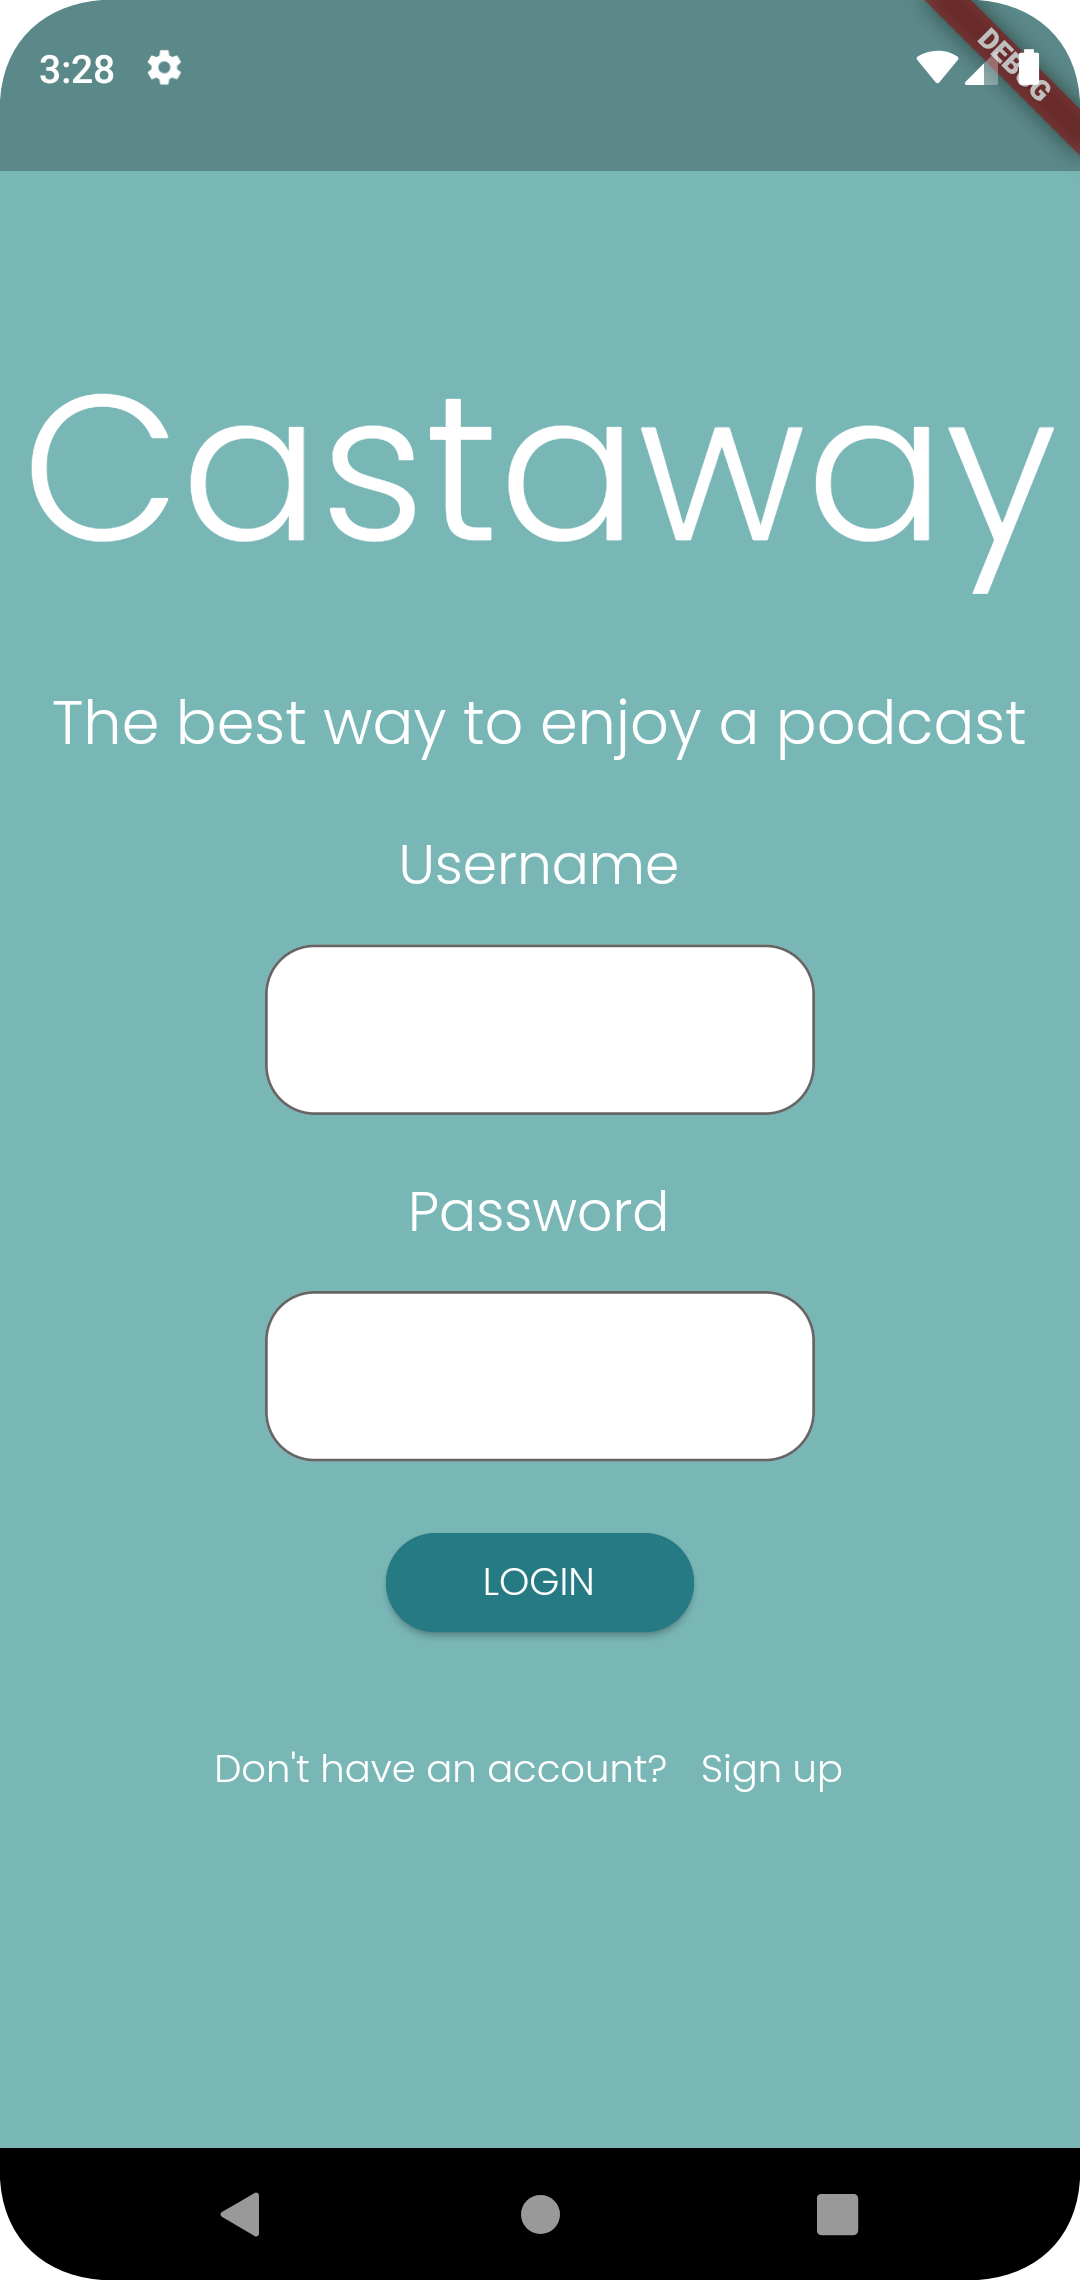 3:28
DEBUG
Castaway
The best way to enjoy a podcast
Username
Password
LOGIN
Don't have an account? Sign up